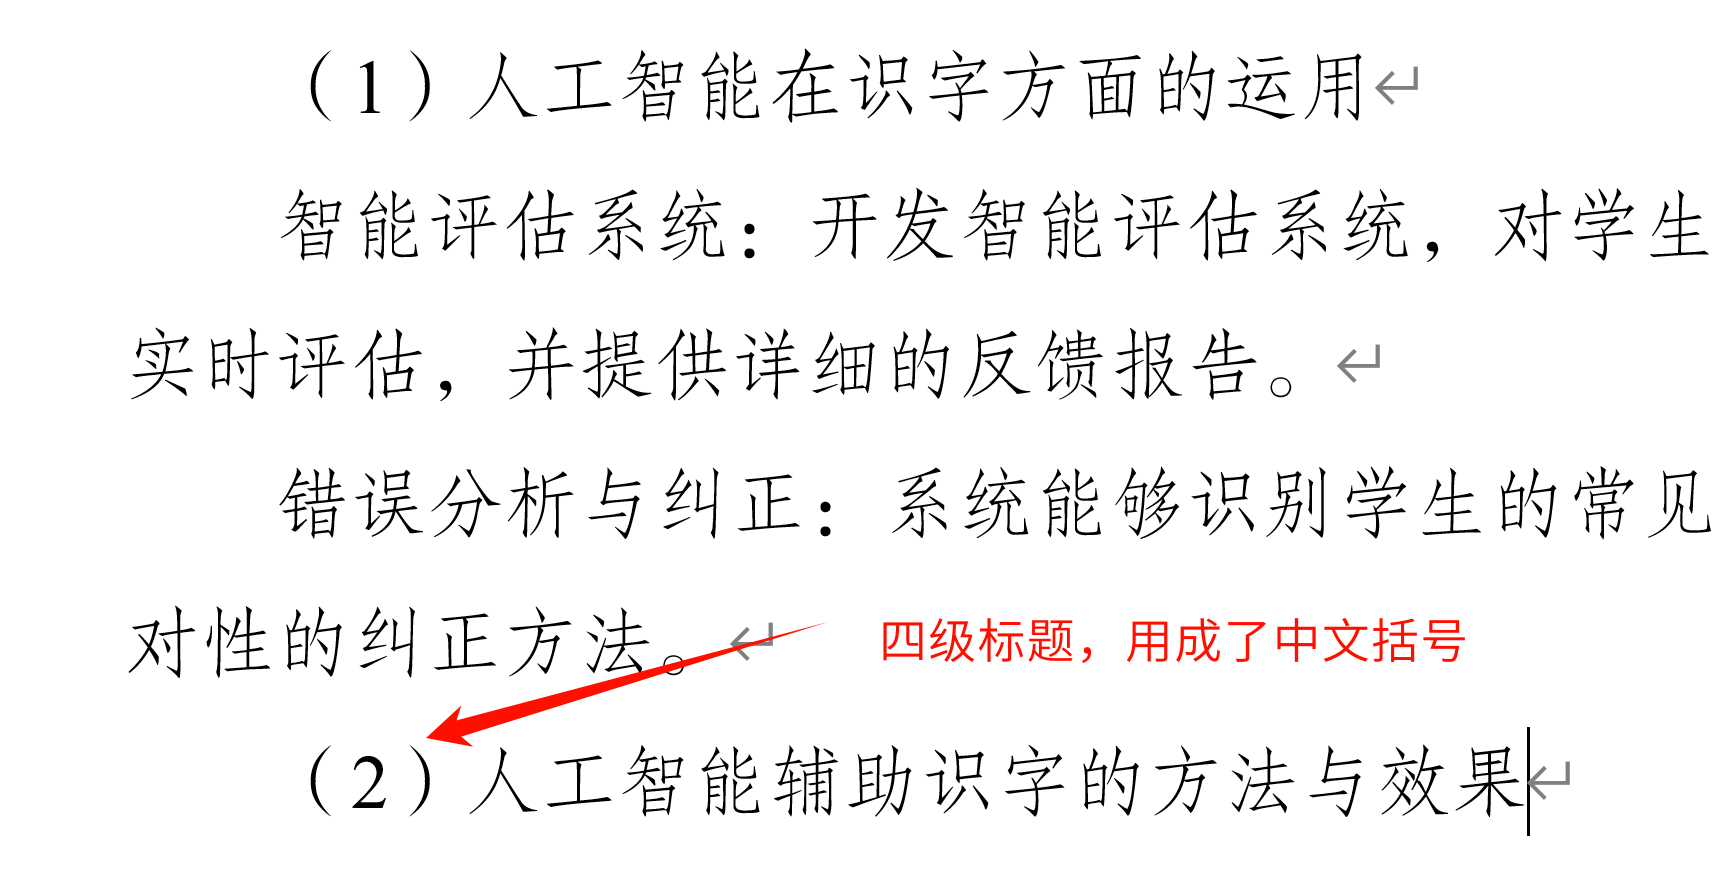 （1）人工智能在识字方面的运用
智能评估系统：开发智能评估系统，对学生
实时评估，并提供详细的反馈报告。
错误分析与纠正：系统能够识别学生的常见
对性的纠正方法。
四级标题，用成了中文括号
（2）人工智能辅助识字的方法与效果